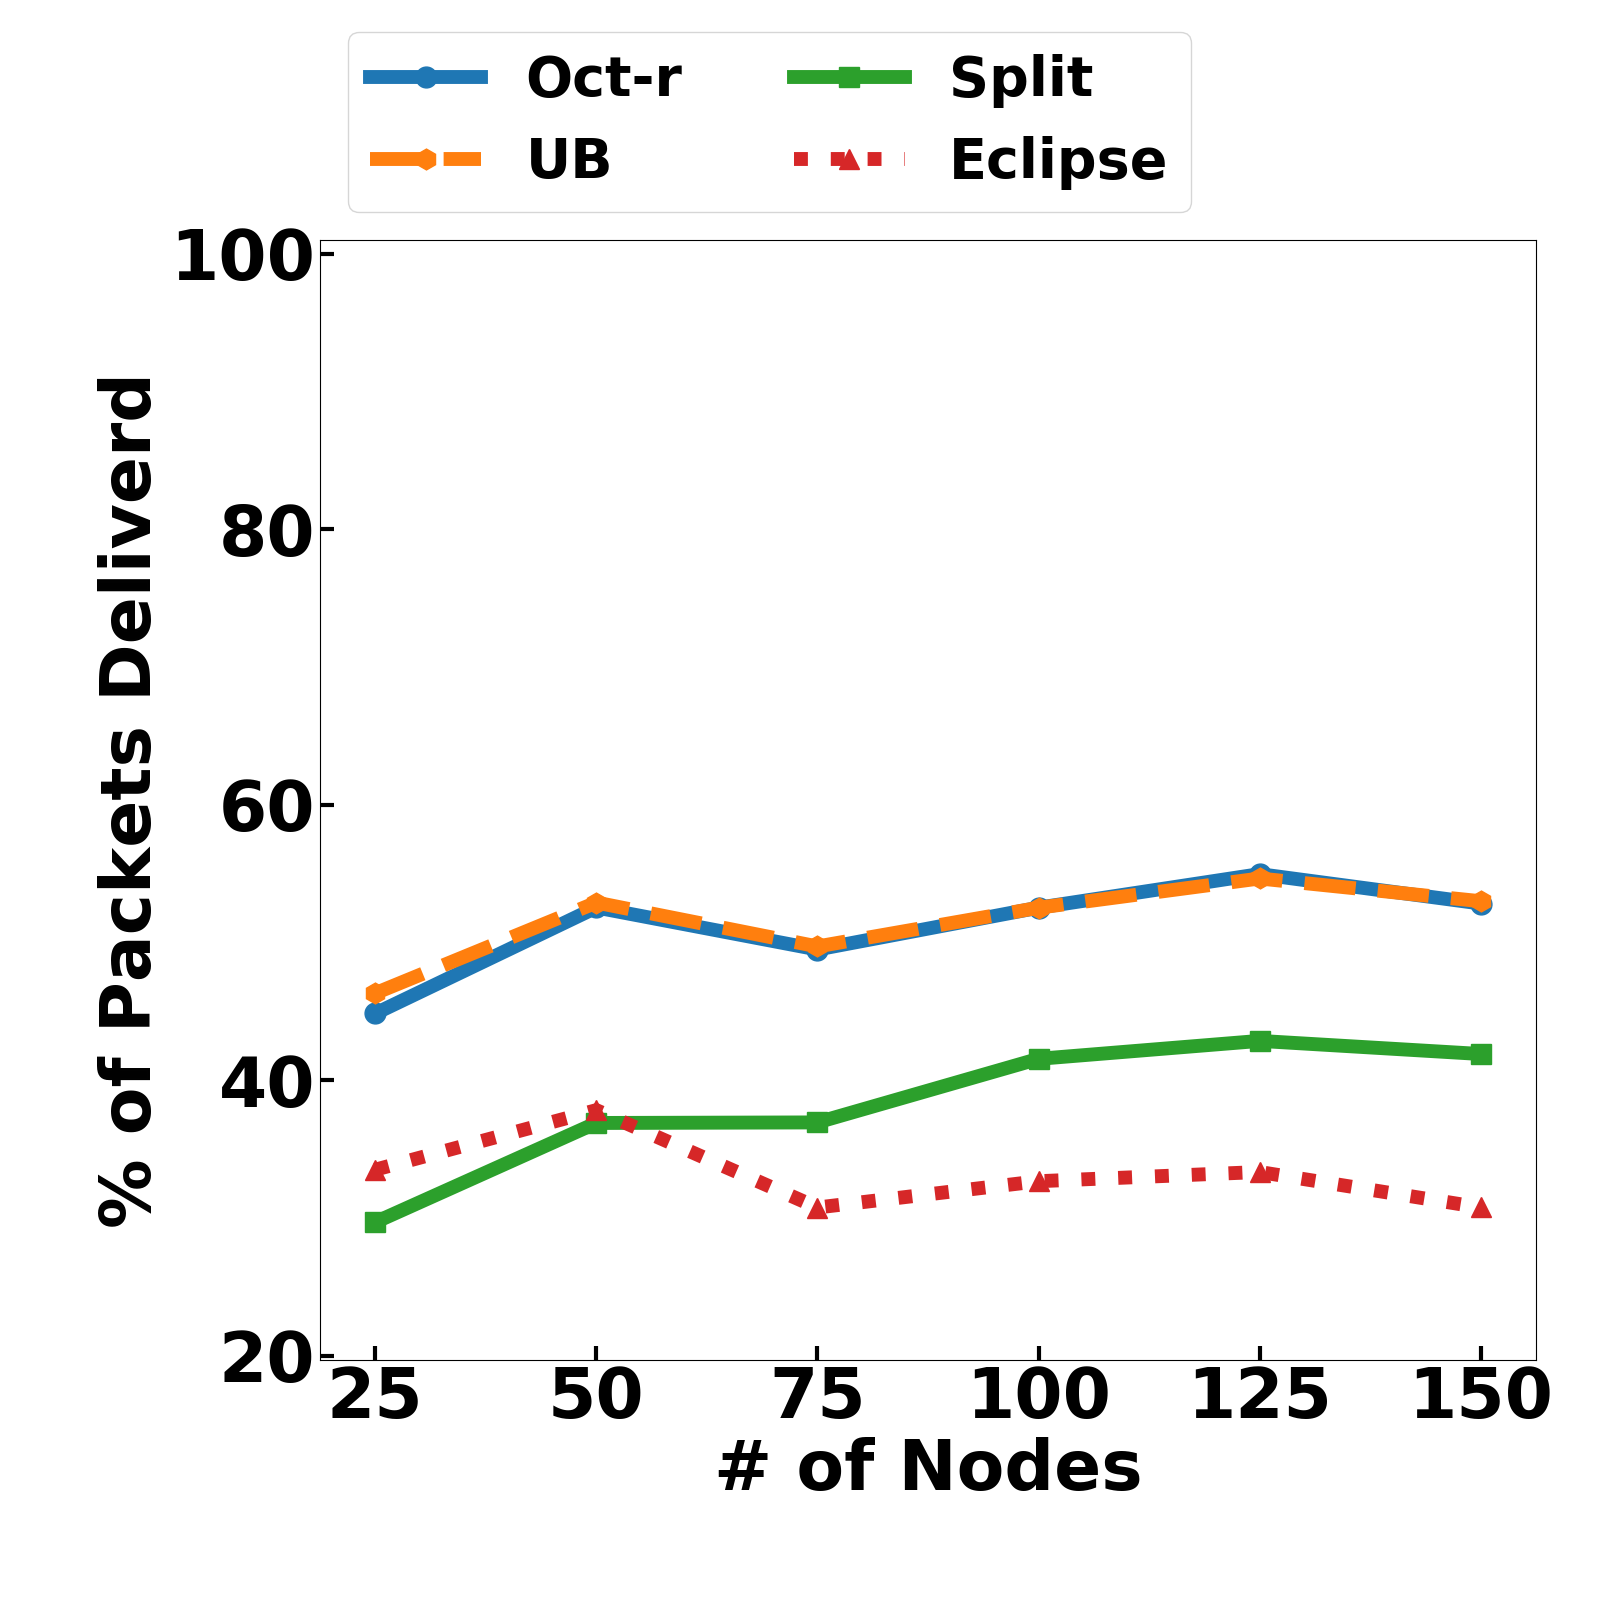 Oct-r
UB
Split
Eclipse
% of Packets Deliverd
100
80
60
40
20
25 50 75 100 125 150
# of Nodes